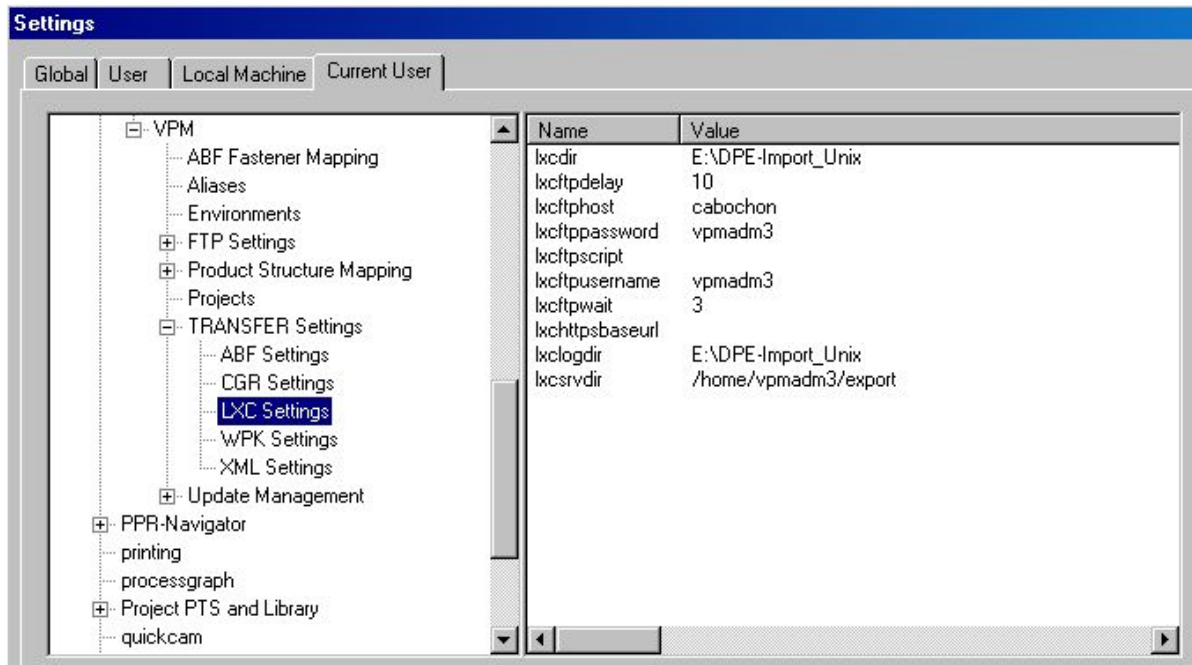 Settings
Global User Local Machine Current User
VPM
ABF Fastener Mapping
Aliases
Environments
FTP Settings
Product Structure Mapping
Projects
TRANSFER Settings
ABF Settings
CGR Settings
LXC Settings
WPK Settings
XML Settings
Update Management
PPR-Navigator
printing
processgraph
Project PTS and Library
quickcam
Name Value
lxcdir E:\DPE-Import_Unix
lxcftpdelay 10
lxcftphost cabochon
lxcftppassword vpmadm3
lxcftpscript
lxcftpusername vpmadm3
lxcftpwait 3
lxchttpsbaseurl
lxclogdir E:\DPE-Import_Unix
lxcsrvdir /home/vpmadm3/export